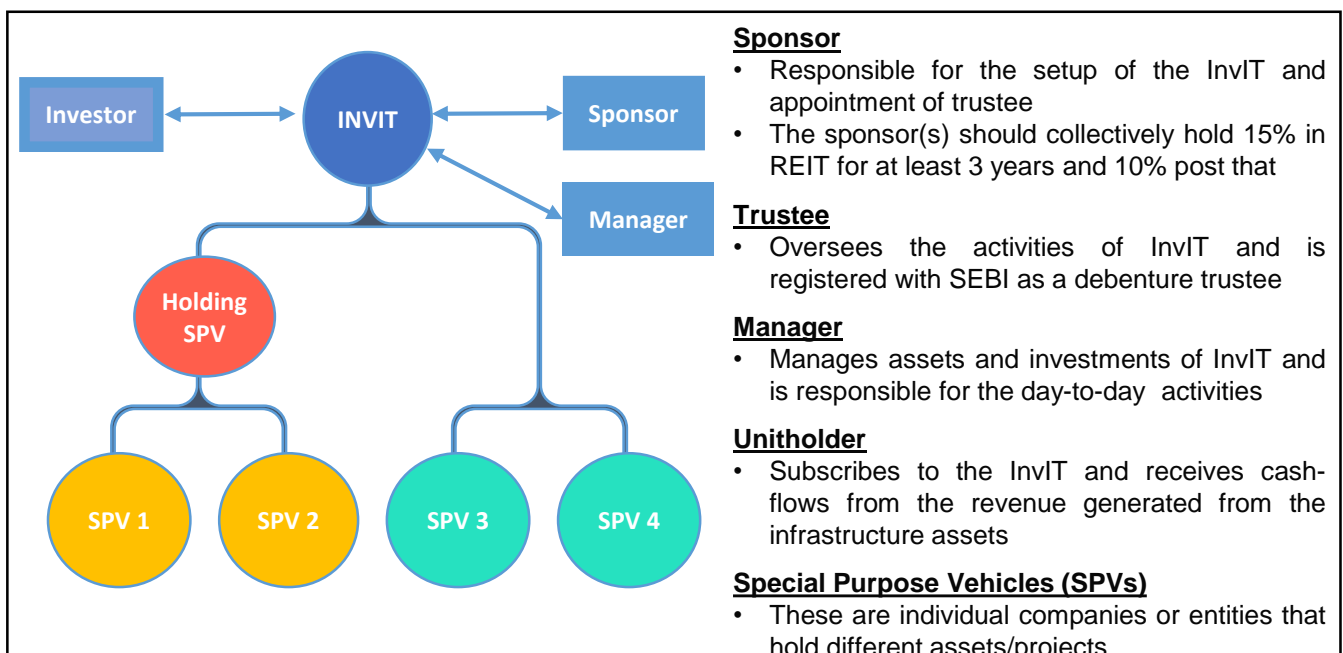 Investor
INVIT
Sponsor
Manager
Holding
SPV
SPV 1
SPV 2
SPV 3
SPV 4
Sponsor
• Responsible for the setup of the InvIT and
appointment of trustee
• The sponsor(s) should collectively hold 15% in
REIT for at least 3 years and 10% post that
Trustee
• Oversees the activities of InvIT and is
registered with SEBI as a debenture trustee
Manager
• Manages assets and investments of InvIT and
is responsible for the day-to-day activities
Unitholder
• Subscribes to the InvIT and receives cash-
flows from the revenue generated from the
infrastructure assets
Special Purpose Vehicles (SPVs)
• These are individual companies or entities that
hold different assets/projects